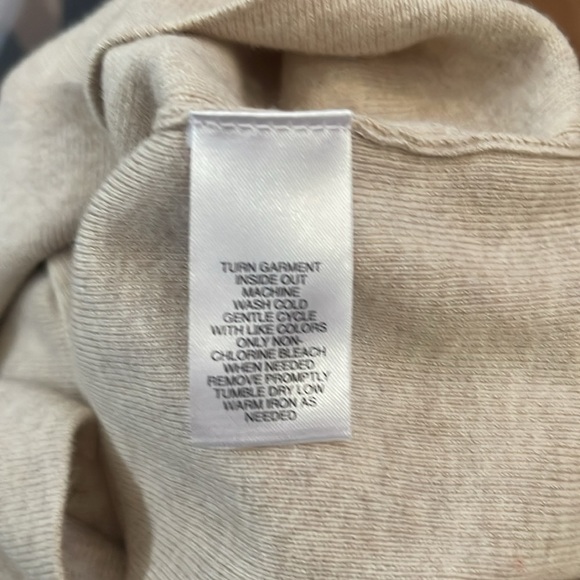 TURN GARMENT
INSIDE OUT
MACHINE
WASH COLD
GENTLE CYCLE
WITH LIKE COLORS
ONLY NON-
CHLORINE BLEACH
WHEN NEEDED
REMOVE PROMPTLY
TUMBLE DRY LOW
WARM IRON AS
NEEDED